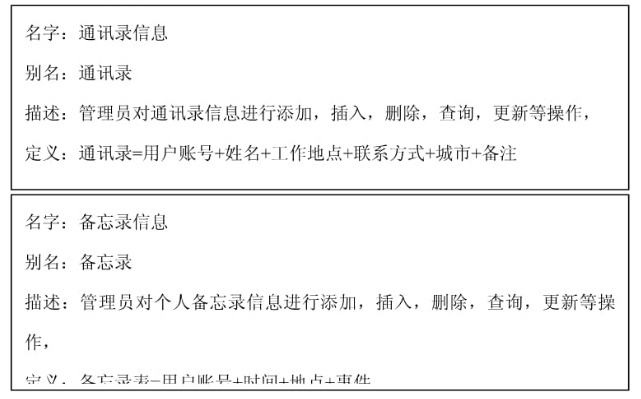 名字：通讯录信息
别名：通讯录
描述：管理员对通讯录信息进行添加，插入，删除，查询，更新等操作，
定义：通讯录=用户账号+姓名+工作地点+联系方式+城市+备注
名字：备忘录信息
别名：备忘录
描述：管理员对个人备忘录信息进行添加，插入，删除，查询，更新等操
作，
定义：备忘录表=用户账号+时间+地点+事件